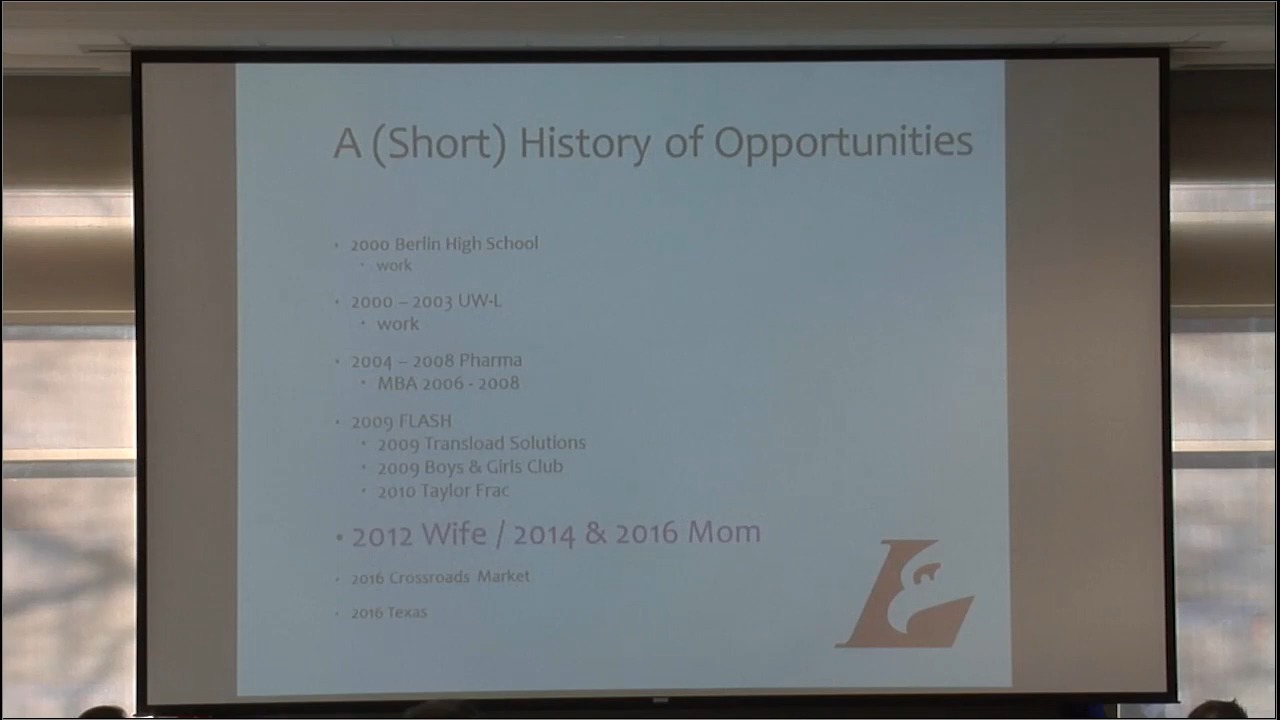 A (Short) History of Opportunities
• 2000 Berlin High School
• work
• 2000 – 2003 UW-L
• work
• 2004 – 2008 Pharma
• MBA 2006 - 2008
• 2009 FLASH
• 2009 Transload Solutions
• 2009 Boys & Girls Club
• 2010 Taylor Frac
• 2012 Wife / 2014 & 2016 Mom
• 2016 Crossroads Market
• 2016 Texas
L